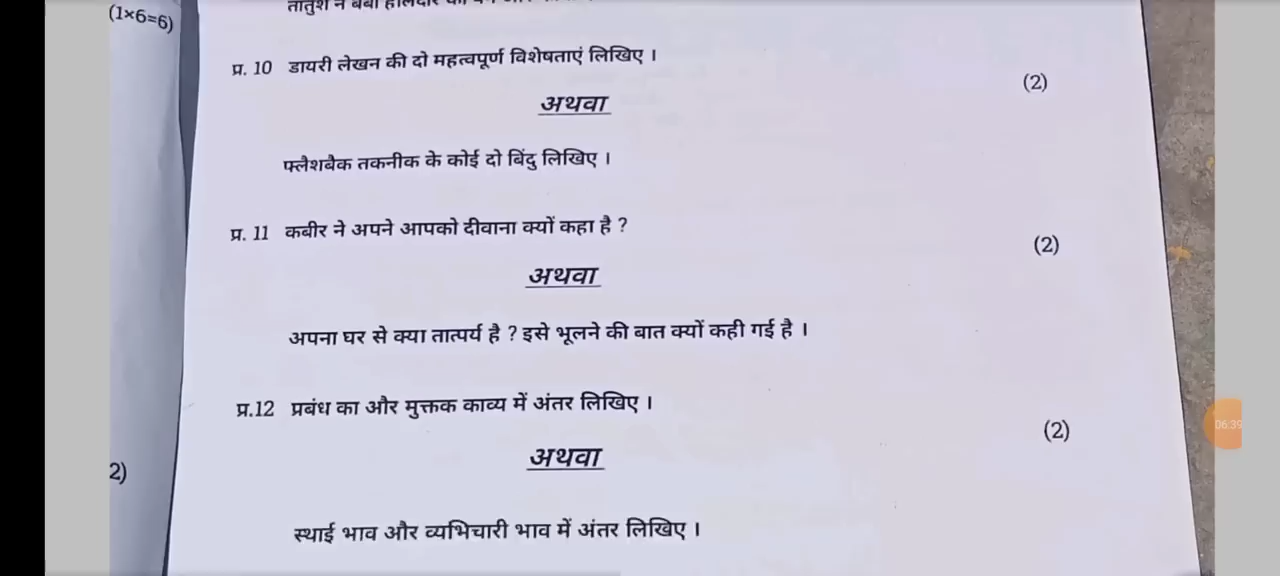 (1×6=6)
प्र. 10 डायरी लेखन की दो महत्वपूर्ण विशेषताएं लिखिए ।
(2)
अथवा
फ्लैशबैक तकनीक के कोई दो बिंदु लिखिए ।
प्र. 11 कबीर ने अपने आपको दीवाना क्यों कहा है ?
(2)
अथवा
अपना घर से क्या तात्पर्य है ? इसे भूलने की बात क्यों कही गई है ।
प्र.12 प्रबंध का और मुक्तक काव्य में अंतर लिखिए ।
(2)
अथवा
2)
स्थाई भाव और व्यभिचारी भाव में अंतर लिखिए ।
06:39